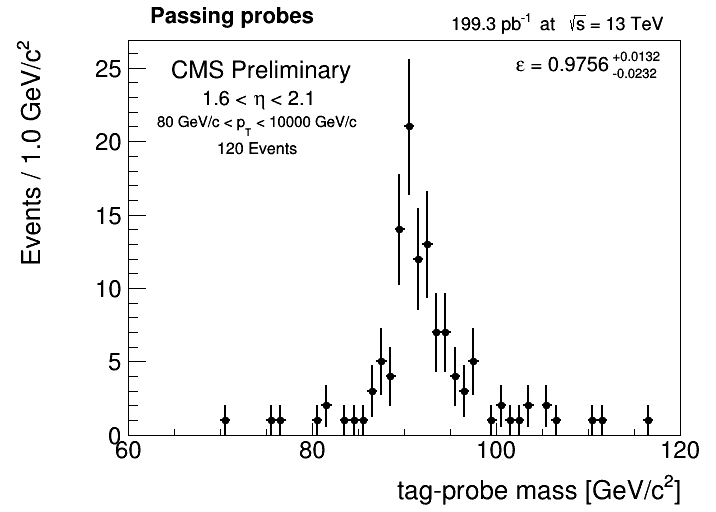 Passing probes
199.3 pb⁻¹ at √s = 13 TeV
CMS Preliminary
1.6 < η < 2.1
80 GeV/c < p_T < 10000 GeV/c
120 Events
ε = 0.9756 +0.0132 -0.0232
Events / 1.0 GeV/c²
25
20
15
10
5
0
60 80 100 120
tag-probe mass [GeV/c²]